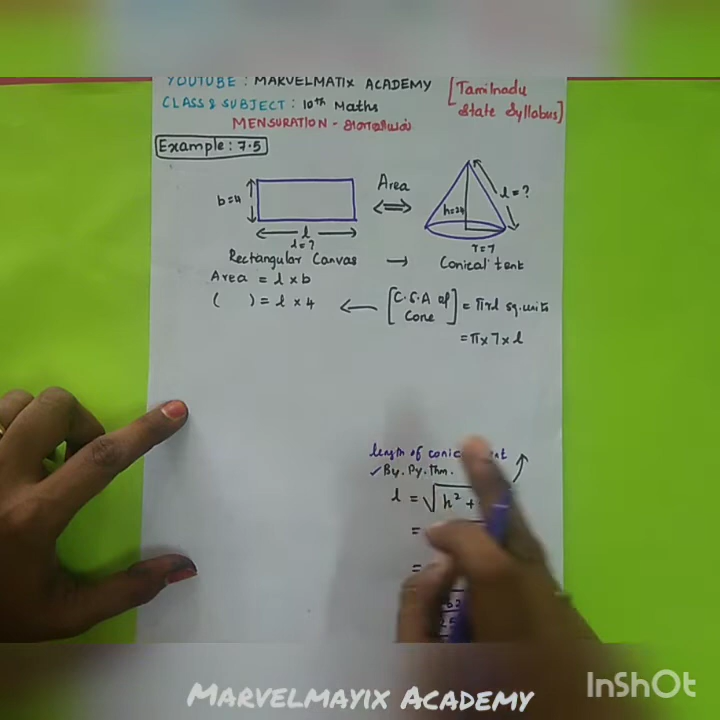 YOUTUBE : MARVELMATIX ACADEMY
CLASS & SUBJECT : 10th Maths
[Tamilnadu
State Syllabus]
MENSURATION - அளவியல்
Example : 7.5
b=4
l
l=?
Area
⟺
h=24
l=?
r=7
Rectangular Canvas → Conical tent
Area = l × b
( ) = l × 4 ← [C.S.A of Cone] = πrl sq.units
= π × 7 × l
length of
✓ By. Py. thm.
l = √h² +
=
=
MARVELMAYIX ACADEMY
InShOt